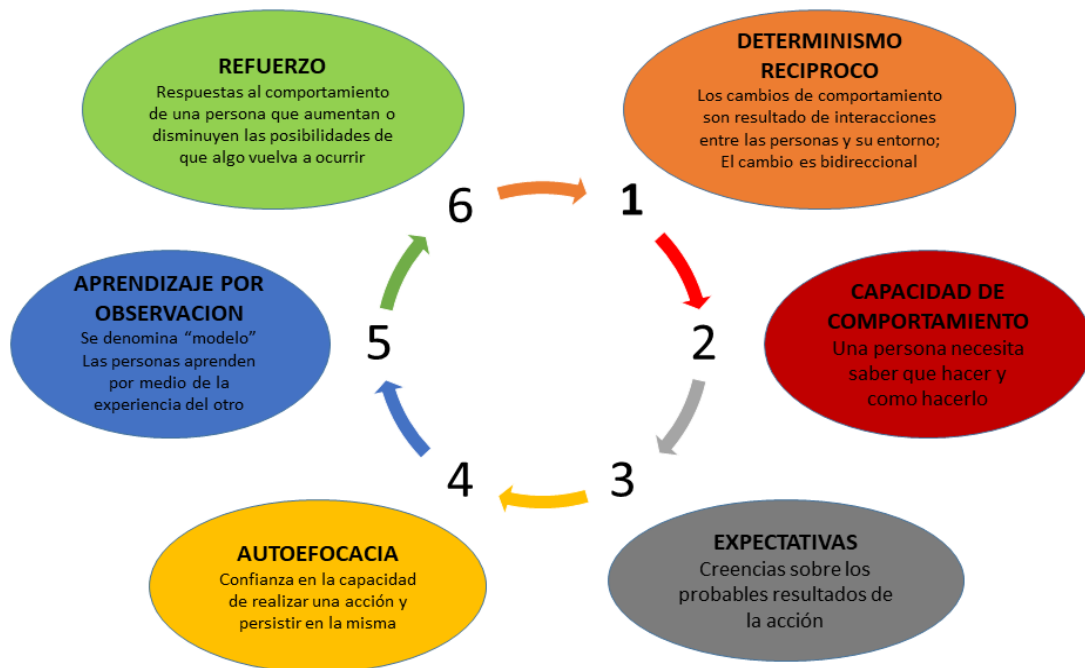 DETERMINISMO
RECIPROCO
Los cambios de comportamiento
son resultado de interacciones
entre las personas y su entorno;
El cambio es bidireccional
1
CAPACIDAD DE
COMPORTAMIENTO
Una persona necesita
saber que hacer y
como hacerlo
2
EXPECTATIVAS
Creencias sobre los
probables resultados de
la acción
3
AUTOEFOCACIA
Confianza en la capacidad
de realizar una acción y
persistir en la misma
4
APRENDIZAJE POR
OBSERVACION
Se denomina “modelo”
Las personas aprenden
por medio de la
experiencia del otro
5
REFUERZO
Respuestas al comportamiento
de una persona que aumentan o
disminuyen las posibilidades de
que algo vuelva a ocurrir
6